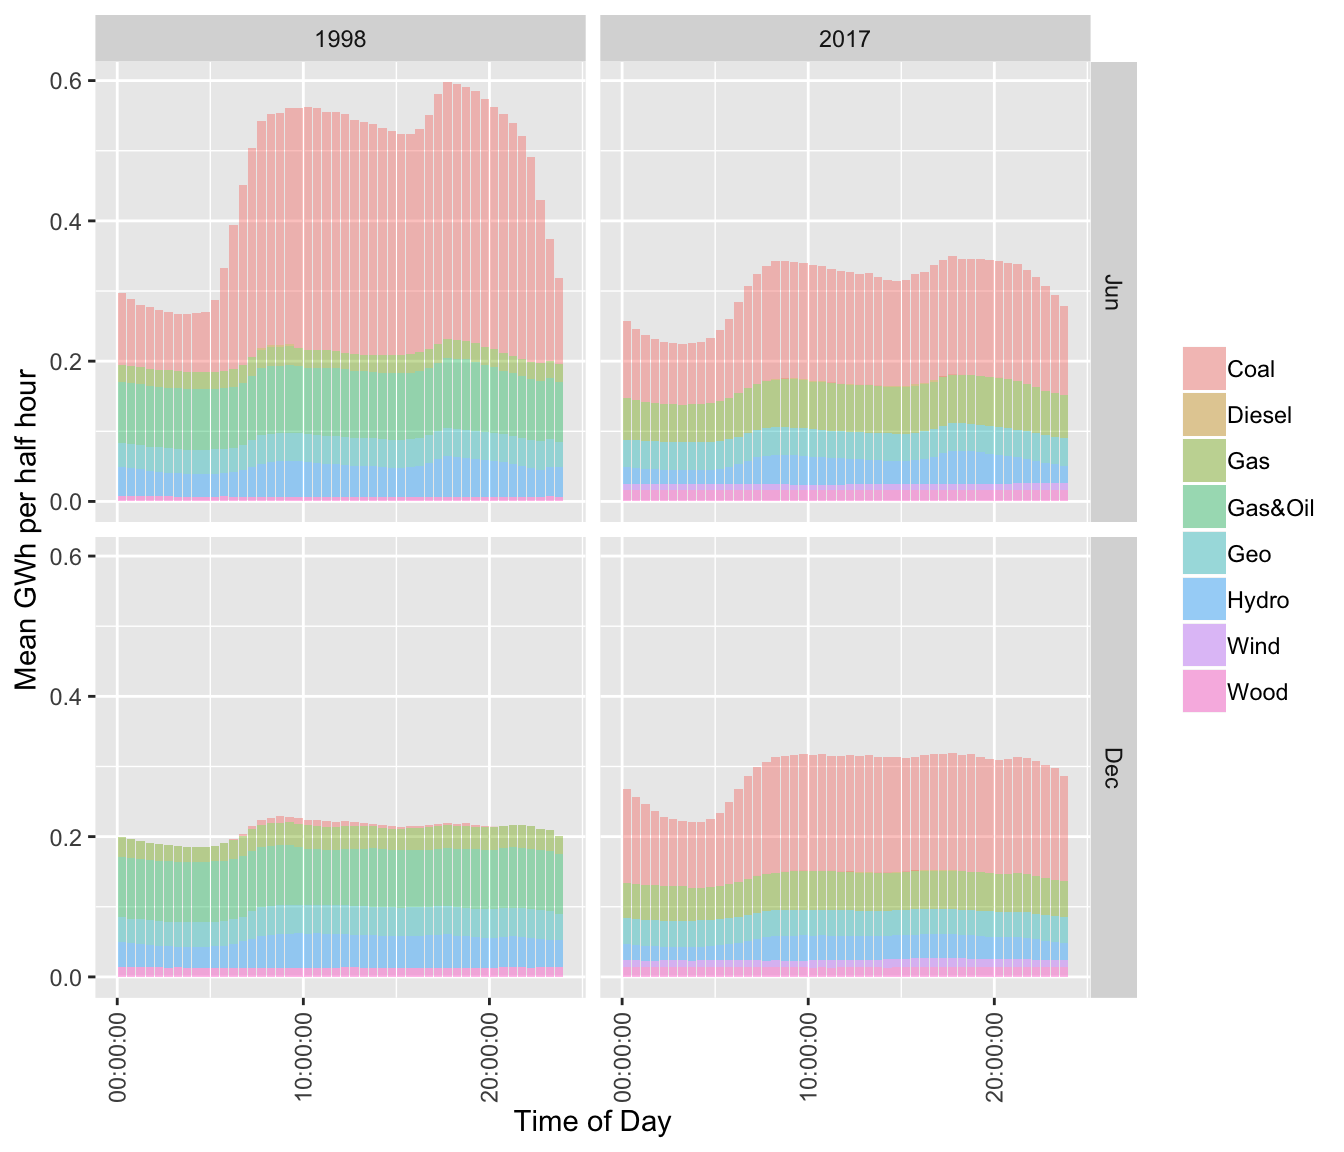 1998
2017
0.6
0.4
0.2
0.0
Jun
0.6
0.4
0.2
0.0
Dec
Mean GWh per half hour
00:00:00
10:00:00
20:00:00
00:00:00
10:00:00
20:00:00
Time of Day
Coal
Diesel
Gas
Gas&Oil
Geo
Hydro
Wind
Wood